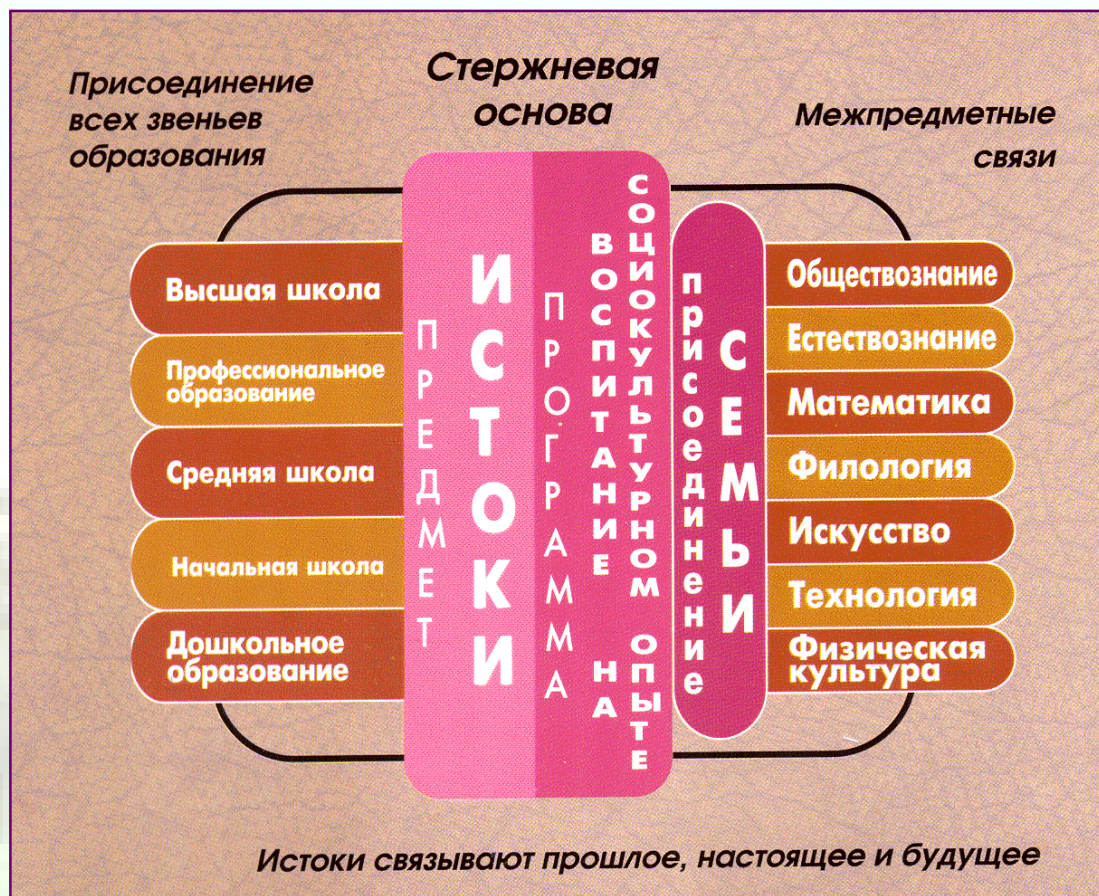 Присоединение
всех звеньев
образования
Стержневая
основа
Межпредметные
связи
Высшая школа
Профессиональное
образование
Средняя школа
Начальная школа
Дошкольное
образование
ПРЕДМЕТ
ИСТОКИ
ПРОГРАММА
ВОСПИТАНИЕ НА
СОЦИОКУЛЬТУРНОМ ОПЫТЕ
присоединение
СЕМЬИ
Обществознание
Естествознание
Математика
Филология
Искусство
Технология
Физическая
культура
Истоки связывают прошлое, настоящее и будущее